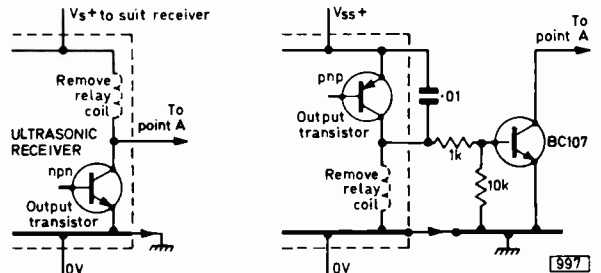 Vs+ to suit receiver
Remove
relay
coil
To
point A
ULTRASONIC
RECEIVER
npn
Output
transistor
0V
Vss+
pnp
Output
transistor
·01
Remove
relay
coil
1k
10k
To
point A
BC107
0V
997